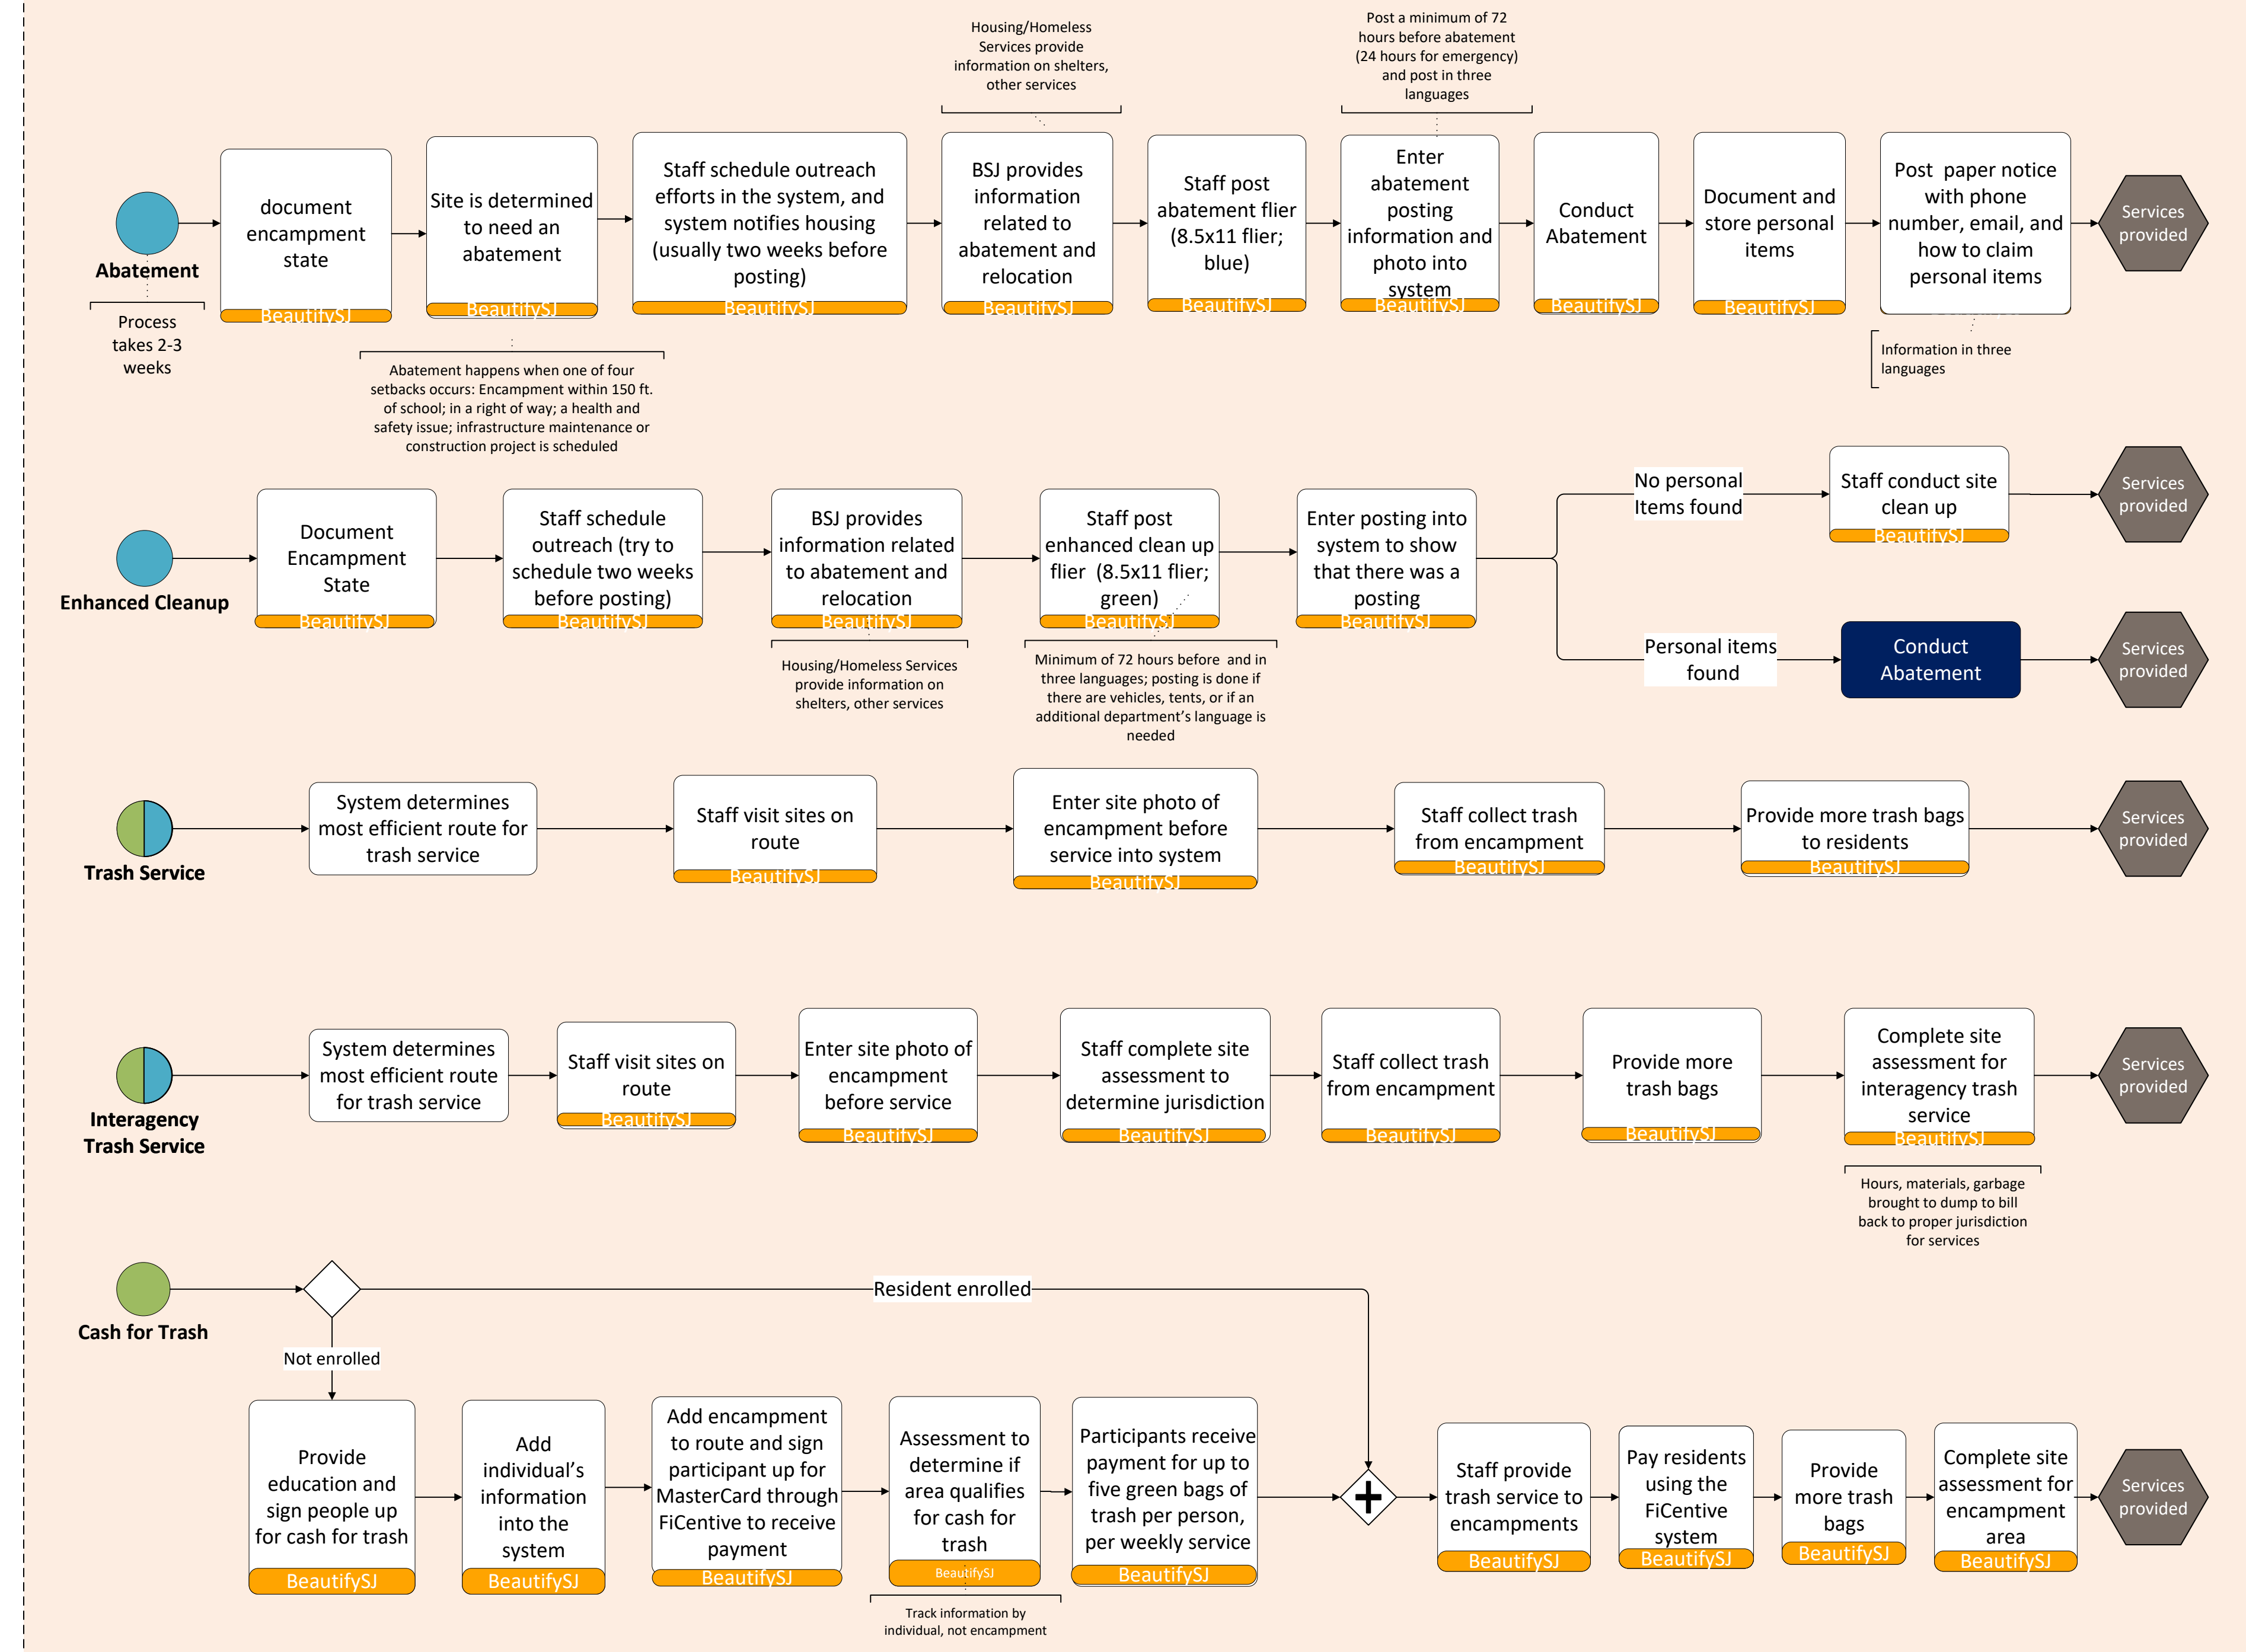 Housing/Homeless
Services provide
information on shelters,
other services
Post a minimum of 72
hours before abatement
(24 hours for emergency)
and post in three
languages
Abatement
Process
takes 2-3
weeks
document
encampment
state
BeautifySJ
Site is determined
to need an
abatement
BeautifySJ
Abatement happens when one of four
setbacks occurs: Encampment within 150 ft.
of school; in a right of way; a health and
safety issue; infrastructure maintenance or
construction project is scheduled
Staff schedule outreach
efforts in the system, and
system notifies housing
(usually two weeks before
posting)
BeautifySJ
BSJ provides
information
related to
abatement and
relocation
BeautifySJ
Staff post
abatement flier
(8.5x11 flier;
blue)
BeautifySJ
Enter
abatement
posting
information and
photo into
system
BeautifySJ
Conduct
Abatement
BeautifySJ
Document and
store personal
items
BeautifySJ
Post  paper notice
with phone
number, email, and
how to claim
personal items
Information in three
languages
Services
provided
Enhanced Cleanup
Document
Encampment
State
BeautifySJ
Staff schedule
outreach (try to
schedule two weeks
before posting)
BeautifySJ
BSJ provides
information related
to abatement and
relocation
BeautifySJ
Housing/Homeless Services
provide information on
shelters, other services
Staff post
enhanced clean up
flier  (8.5x11 flier;
green)
BeautifySJ
Minimum of 72 hours before  and in
three languages; posting is done if
there are vehicles, tents, or if an
additional department's language is
needed
Enter posting into
system to show
that there was a
posting
BeautifySJ
No personal
Items found
Staff conduct site
clean up
BeautifySJ
Services
provided
Personal items
found
Conduct
Abatement
Services
provided
Trash Service
System determines
most efficient route for
trash service
Staff visit sites on
route
BeautifySJ
Enter site photo of
encampment before
service into system
BeautifySJ
Staff collect trash
from encampment
BeautifySJ
Provide more trash bags
to residents
BeautifySJ
Services
provided
Interagency
Trash Service
System determines
most efficient route
for trash service
Staff visit sites on
route
BeautifySJ
Enter site photo of
encampment
before service
BeautifySJ
Staff complete site
assessment to
determine jurisdiction
BeautifySJ
Staff collect trash
from encampment
BeautifySJ
Provide more
trash bags
BeautifySJ
Complete site
assessment for
interagency trash
service
BeautifySJ
Hours, materials, garbage
brought to dump to bill
back to proper jurisdiction
for services
Services
provided
Cash for Trash
Resident enrolled
Not enrolled
Provide
education and
sign people up
for cash for trash
BeautifySJ
Add
individual's
information
into the
system
BeautifySJ
Add encampment
to route and sign
participant up for
MasterCard through
FiCentive to receive
payment
BeautifySJ
Assessment to
determine if
area qualifies
for cash for
trash
BeautifySJ
Track information by
individual, not encampment
Participants receive
payment for up to
five green bags of
trash per person,
per weekly service
BeautifySJ
Staff provide
trash service to
encampments
BeautifySJ
Pay residents
using the
FiCentive
system
BeautifySJ
Provide
more trash
bags
BeautifySJ
Complete site
assessment for
encampment
area
BeautifySJ
Services
provided